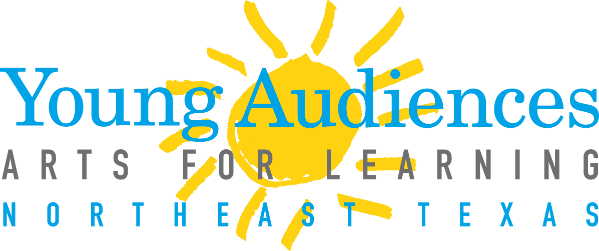 Young Audiences
ARTS FOR LEARNING
NORTHEAST TEXAS